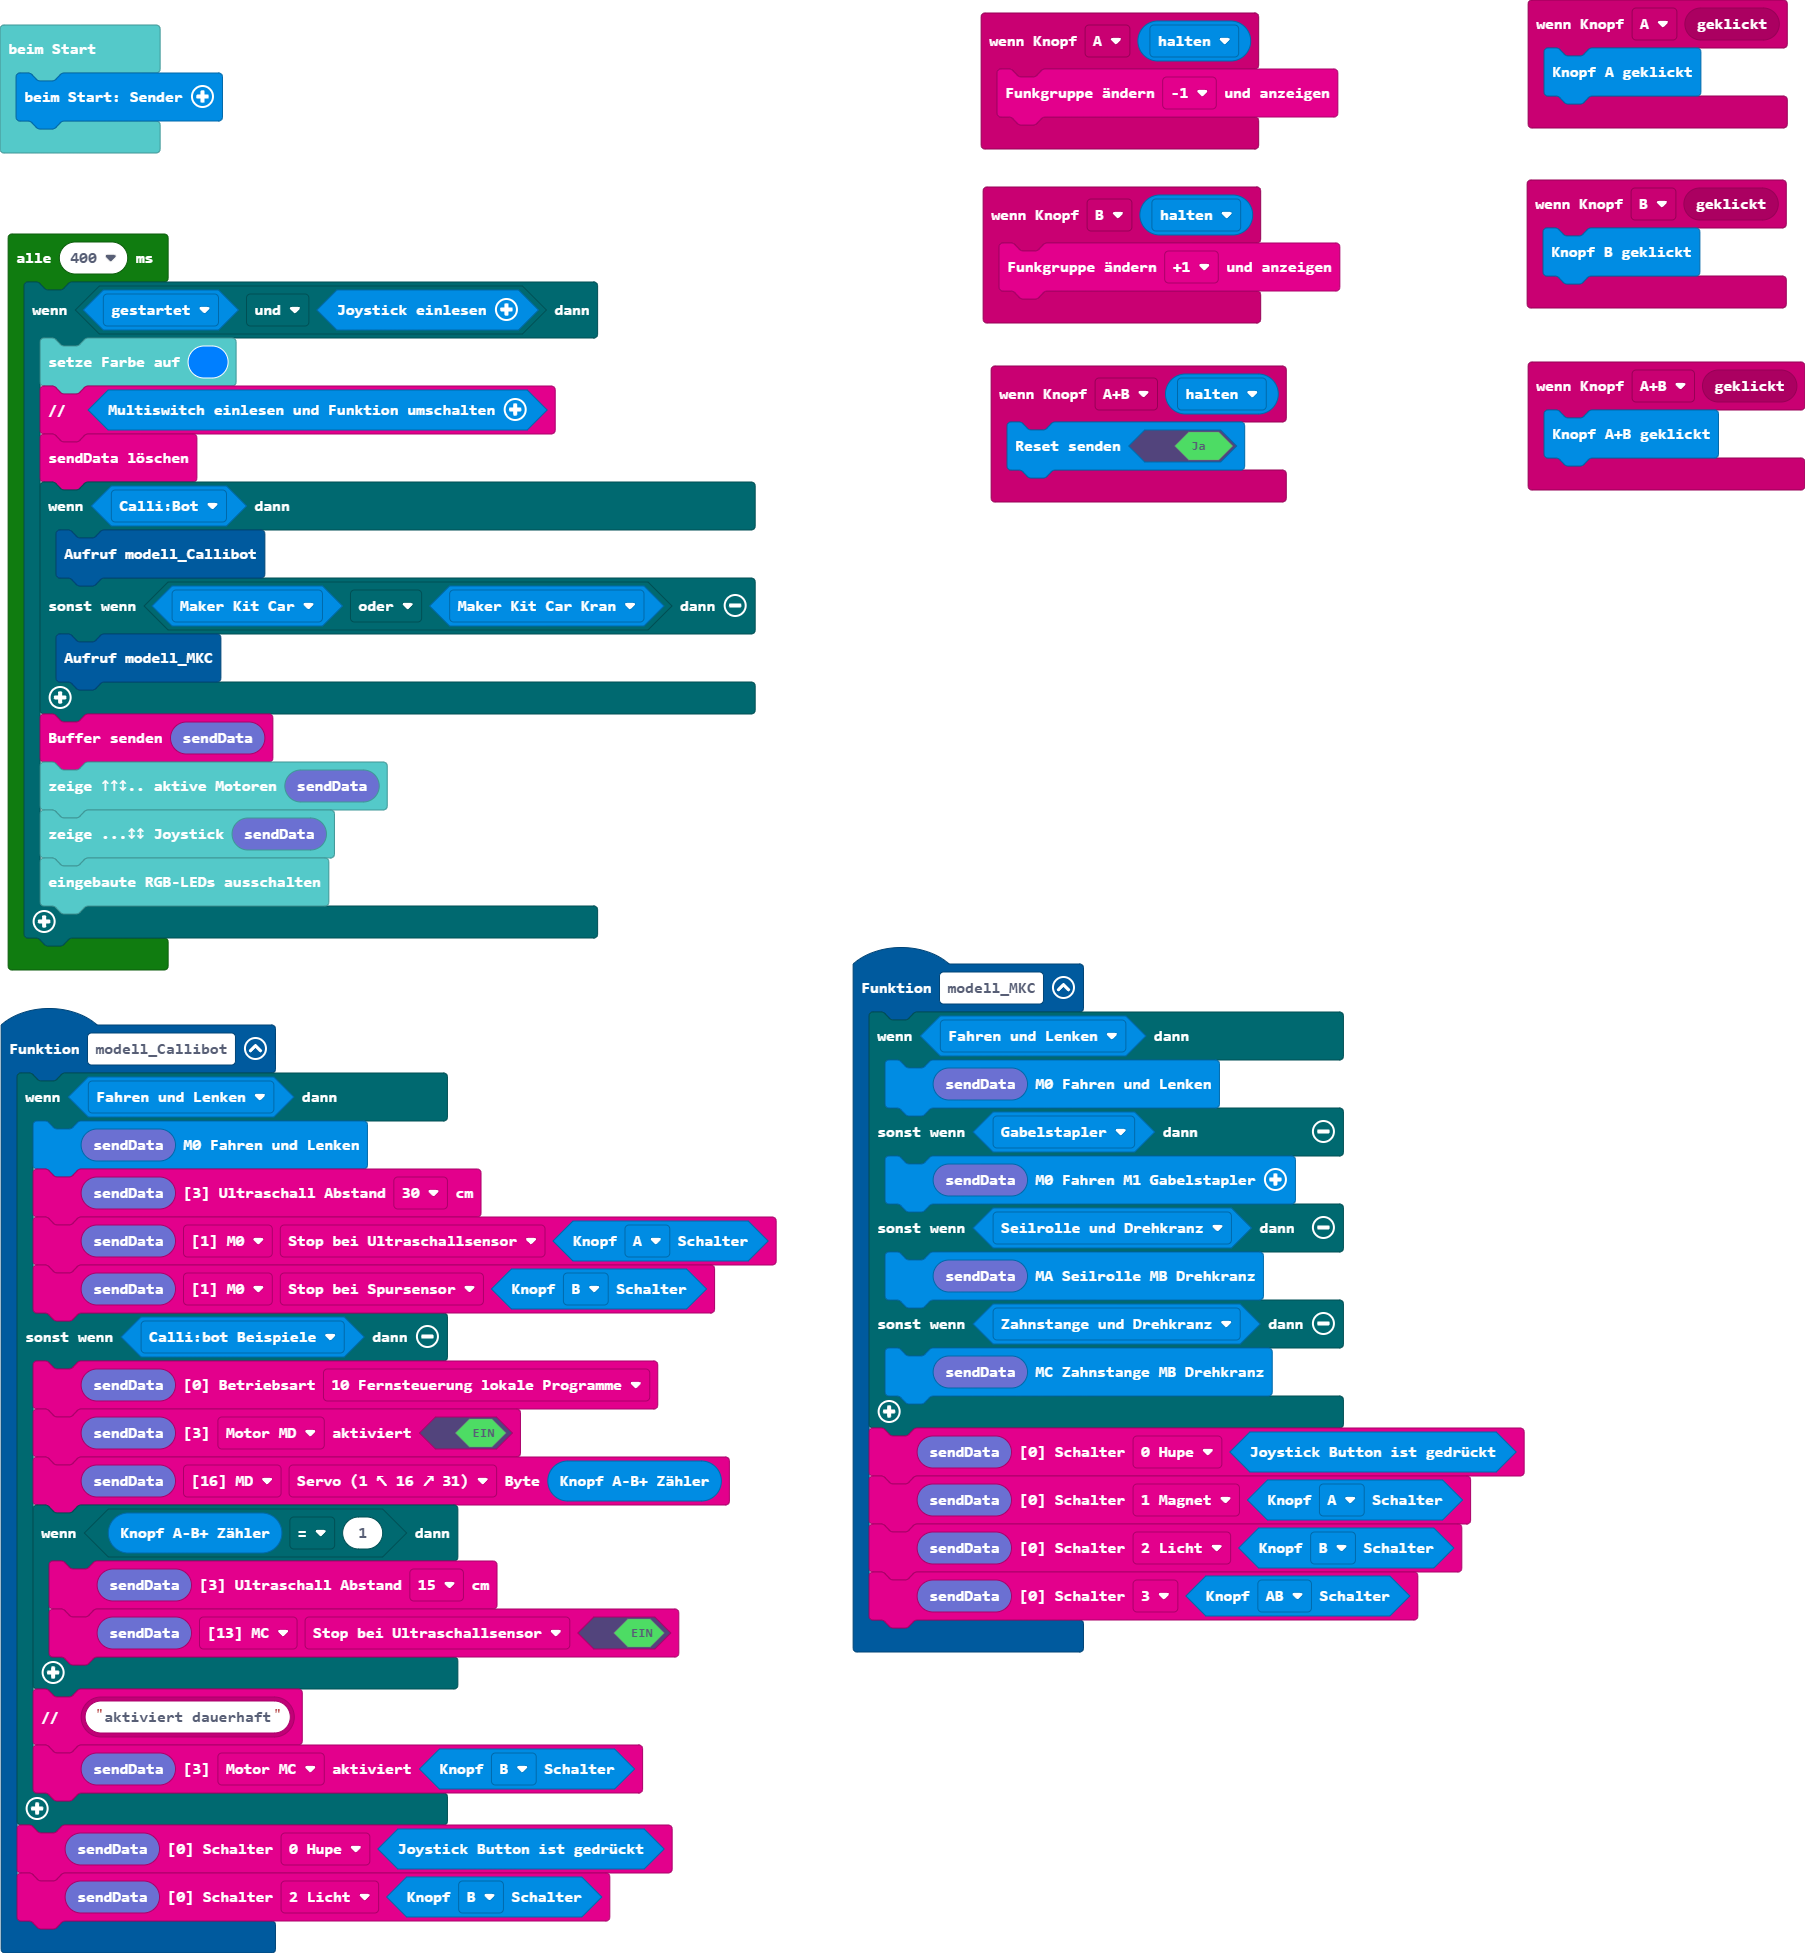 beim Start
beim Start: Sender
alle 400 ms
wenn gestartet und Joystick einlesen dann
setze Farbe auf
// Multiswitch einlesen und Funktion umschalten
sendData löschen
wenn Calli:Bot dann
Aufruf modell_Callibot
sonst wenn Maker Kit Car oder Maker Kit Car Kran dann
Aufruf modell_MKC
Buffer senden sendData
zeige ↑↑↕.. aktive Motoren sendData
zeige ...↕↕ Joystick sendData
eingebaute RGB-LEDs ausschalten
wenn Knopf A halten
Funkgruppe ändern -1 und anzeigen
wenn Knopf B halten
Funkgruppe ändern +1 und anzeigen
wenn Knopf A+B halten
Reset senden Ja
wenn Knopf A geklickt
Knopf A geklickt
wenn Knopf B geklickt
Knopf B geklickt
wenn Knopf A+B geklickt
Knopf A+B geklickt
Funktion modell_Callibot
wenn Fahren und Lenken dann
sendData M0 Fahren und Lenken
sendData [3] Ultraschall Abstand 30 cm
sendData [1] M0 Stop bei Ultraschallsensor Knopf A Schalter
sendData [1] M0 Stop bei Spursensor Knopf B Schalter
sonst wenn Calli:bot Beispiele dann
sendData [0] Betriebsart 10 Fernsteuerung lokale Programme
sendData [3] Motor MD aktiviert EIN
sendData [16] MD Servo (1 ↖ 16 ↗ 31) Byte Knopf A-B+ Zähler
wenn Knopf A-B+ Zähler = 1 dann
sendData [3] Ultraschall Abstand 15 cm
sendData [13] MC Stop bei Ultraschallsensor EIN
// "aktiviert dauerhaft"
sendData [3] Motor MC aktiviert Knopf B Schalter
sendData [0] Schalter 0 Hupe Joystick Button ist gedrückt
sendData [0] Schalter 2 Licht Knopf B Schalter
Funktion modell_MKC
wenn Fahren und Lenken dann
sendData M0 Fahren und Lenken
sonst wenn Gabelstapler dann
sendData M0 Fahren M1 Gabelstapler
sonst wenn Seilrolle und Drehkranz dann
sendData MA Seilrolle MB Drehkranz
sonst wenn Zahnstange und Drehkranz dann
sendData MC Zahnstange MB Drehkranz
sendData [0] Schalter 0 Hupe Joystick Button ist gedrückt
sendData [0] Schalter 1 Magnet Knopf A Schalter
sendData [0] Schalter 2 Licht Knopf B Schalter
sendData [0] Schalter 3 Knopf AB Schalter